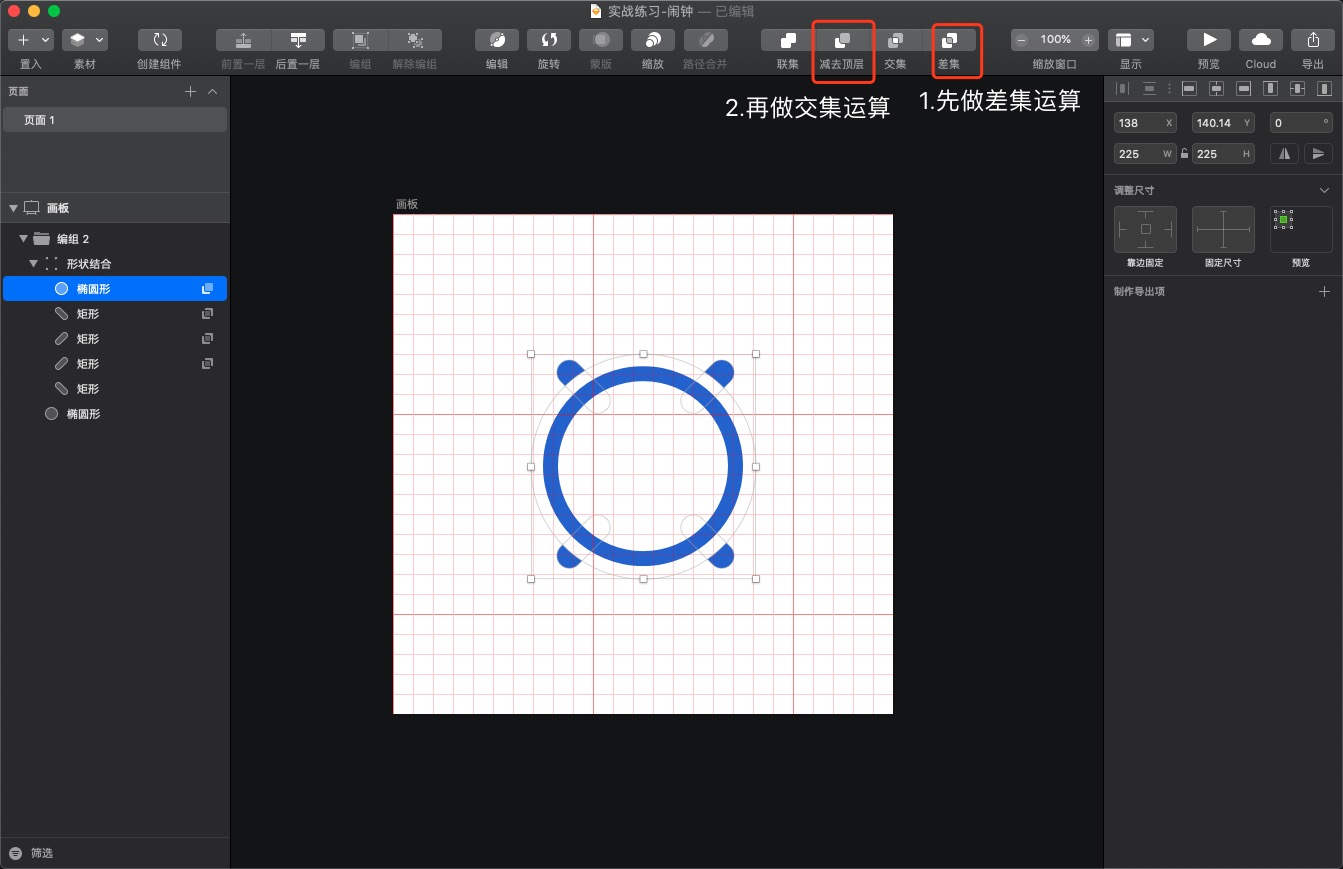 实战练习-闹钟 — 已编辑
100%
置入
素材
创建组件
前置一层
后置一层
编组
解除编组
编辑
旋转
蒙版
缩放
路径合并
联集
减去顶层
交集
差集
缩放窗口
显示
预览
Cloud
导出
页面
页面 1
2.再做交集运算
1.先做差集运算
138 X
140.14 Y
0 °
225 W
225 H
调整尺寸
靠边固定
固定尺寸
预览
制作导出项
画板
画板
编组 2
形状结合
椭圆形
矩形
矩形
矩形
矩形
椭圆形
筛选